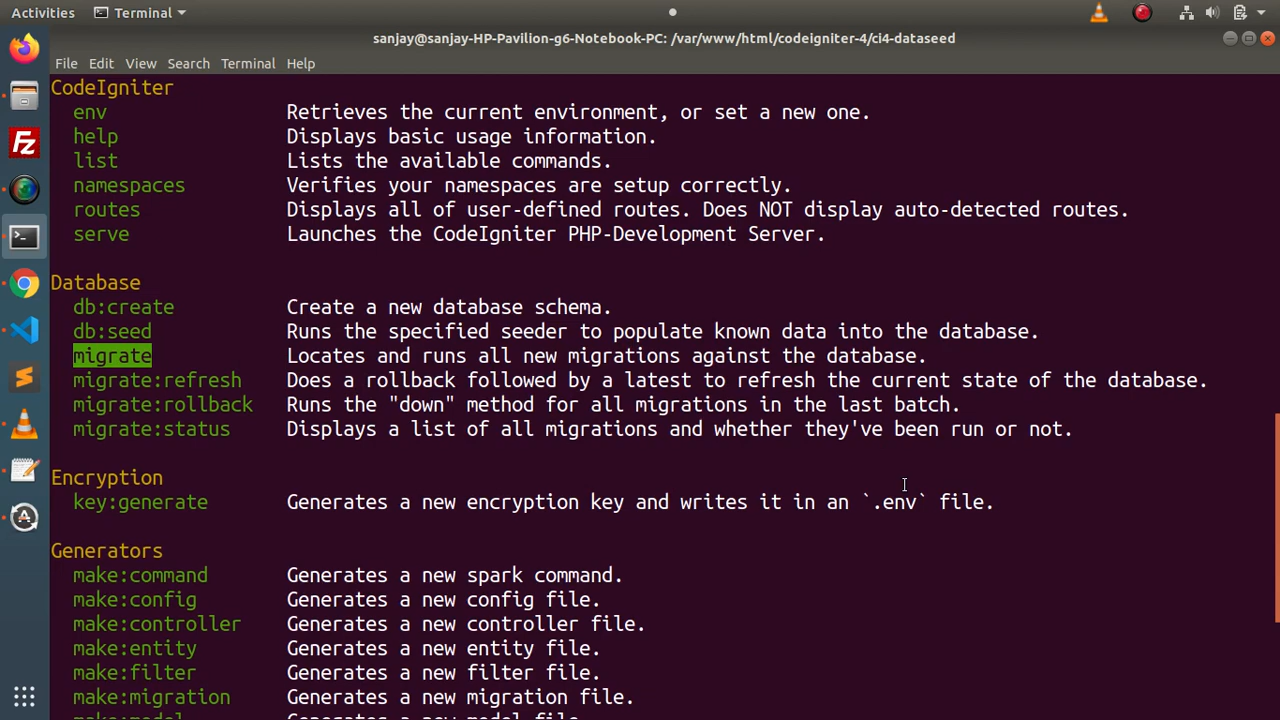 Activities Terminal
sanjay@sanjay-HP-Pavilion-g6-Notebook-PC: /var/www/html/codeigniter-4/ci4-dataseed
File Edit View Search Terminal Help
CodeIgniter
env Retrieves the current environment, or set a new one.
help Displays basic usage information.
list Lists the available commands.
namespaces Verifies your namespaces are setup correctly.
routes Displays all of user-defined routes. Does NOT display auto-detected routes.
serve Launches the CodeIgniter PHP-Development Server.
Database
db:create Create a new database schema.
db:seed Runs the specified seeder to populate known data into the database.
migrate Locates and runs all new migrations against the database.
migrate:refresh Does a rollback followed by a latest to refresh the current state of the database.
migrate:rollback Runs the "down" method for all migrations in the last batch.
migrate:status Displays a list of all migrations and whether they've been run or not.
Encryption
key:generate Generates a new encryption key and writes it in an `.env` file.
Generators
make:command Generates a new spark command.
make:config Generates a new config file.
make:controller Generates a new controller file.
make:entity Generates a new entity file.
make:filter Generates a new filter file.
make:migration Generates a new migration file.
make:model Generates a new model file.